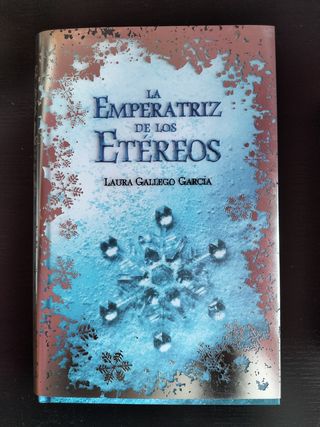 LA
EMPERATRIZ
DE LOS
ETÉREOS
LAURA GALLEGO GARCÍA